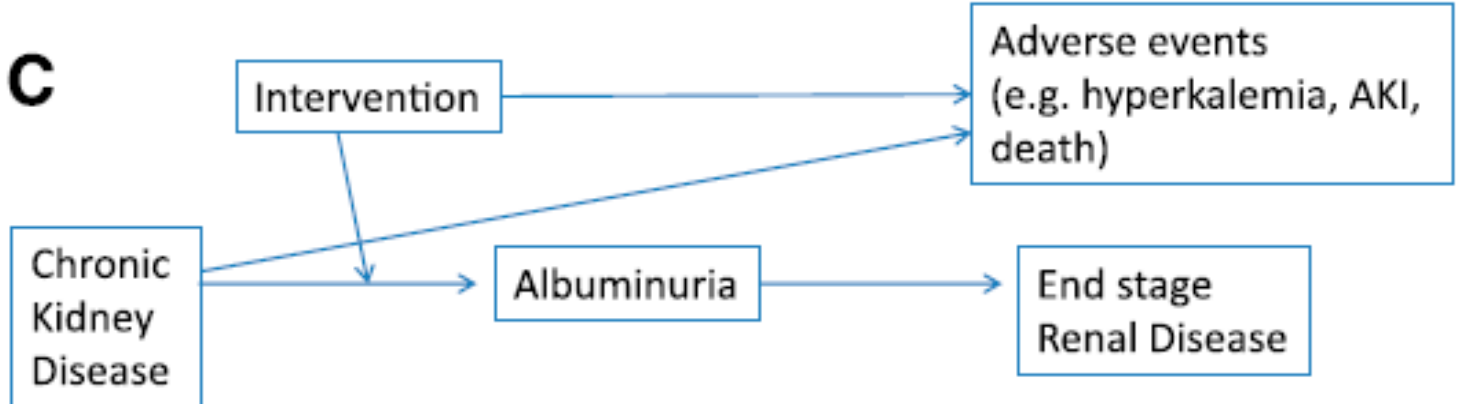 C
Intervention
Adverse events
(e.g. hyperkalemia, AKI,
death)
Chronic
Kidney
Disease
Albuminuria
End stage
Renal Disease